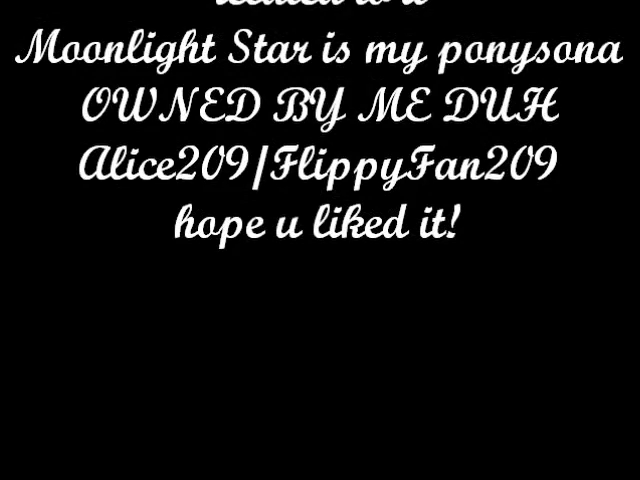 Moonlight Star is my ponysona
OWNED BY ME DUH
Alice209/FlippyFan209
hope u liked it!